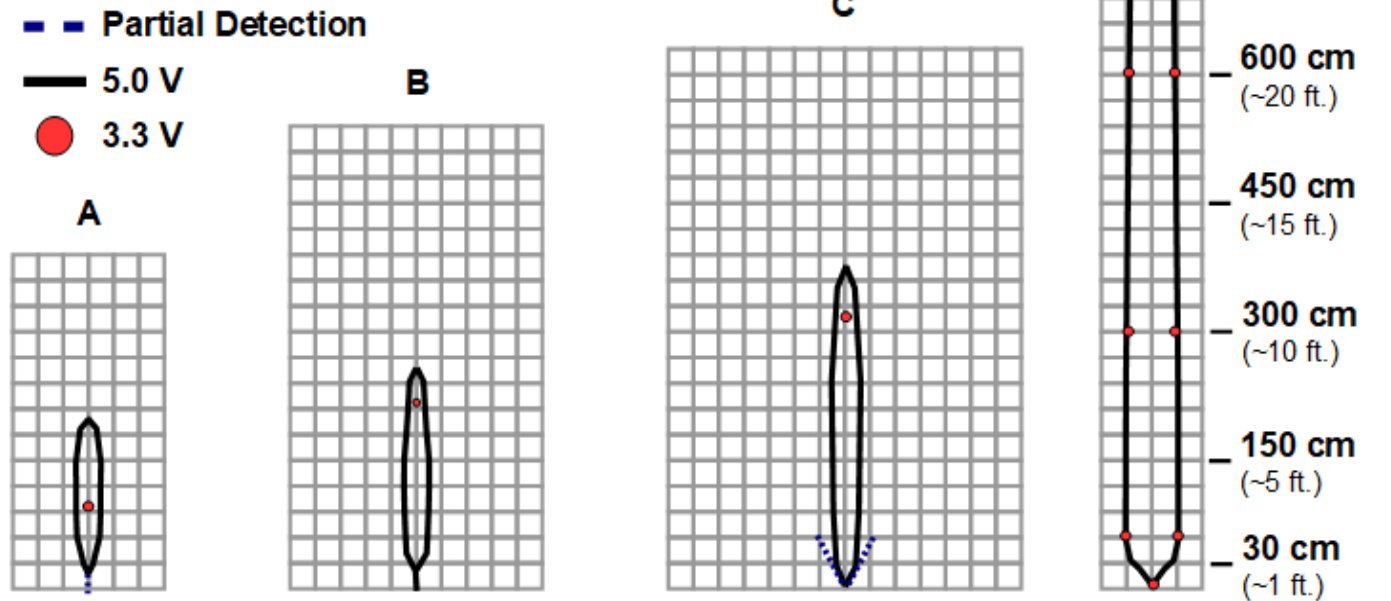 Partial Detection
5.0 V
3.3 V
A
B
C
600 cm
(~20 ft.)
450 cm
(~15 ft.)
300 cm
(~10 ft.)
150 cm
(~5 ft.)
30 cm
(~1 ft.)